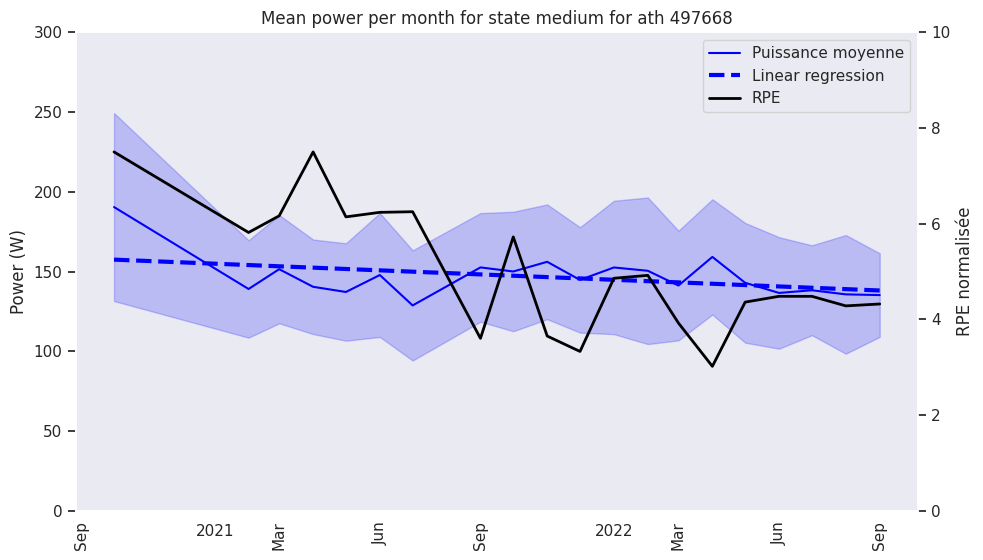 Mean power per month for state medium for ath 497668
Puissance moyenne
Linear regression
RPE
300
250
200
150
100
50
0
Power (W)
10
8
6
4
2
0
RPE normalisée
Sep
2021
Mar
Jun
Sep
2022
Mar
Jun
Sep